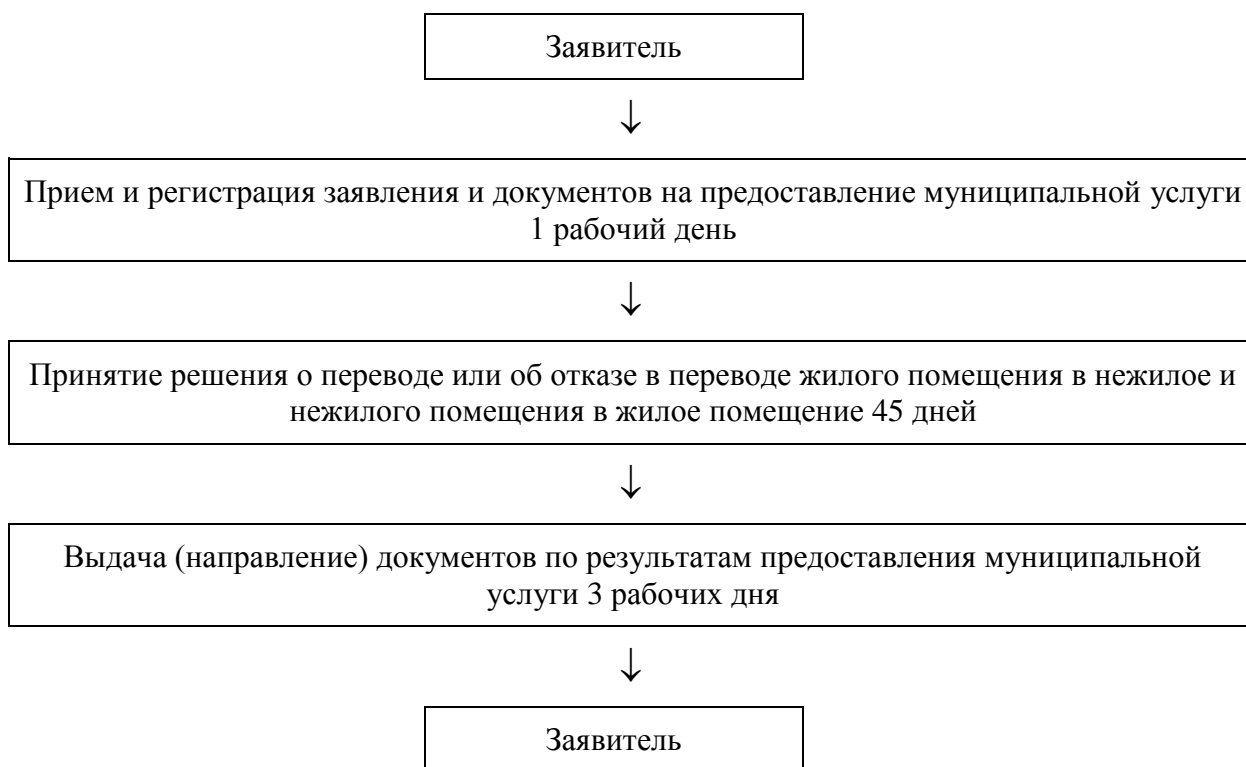 Заявитель
↓
Прием и регистрация заявления и документов на предоставление муниципальной услуги
1 рабочий день
↓
Принятие решения о переводе или об отказе в переводе жилого помещения в нежилое и
нежилого помещения в жилое помещение 45 дней
↓
Выдача (направление) документов по результатам предоставления муниципальной
услуги 3 рабочих дня
↓
Заявитель